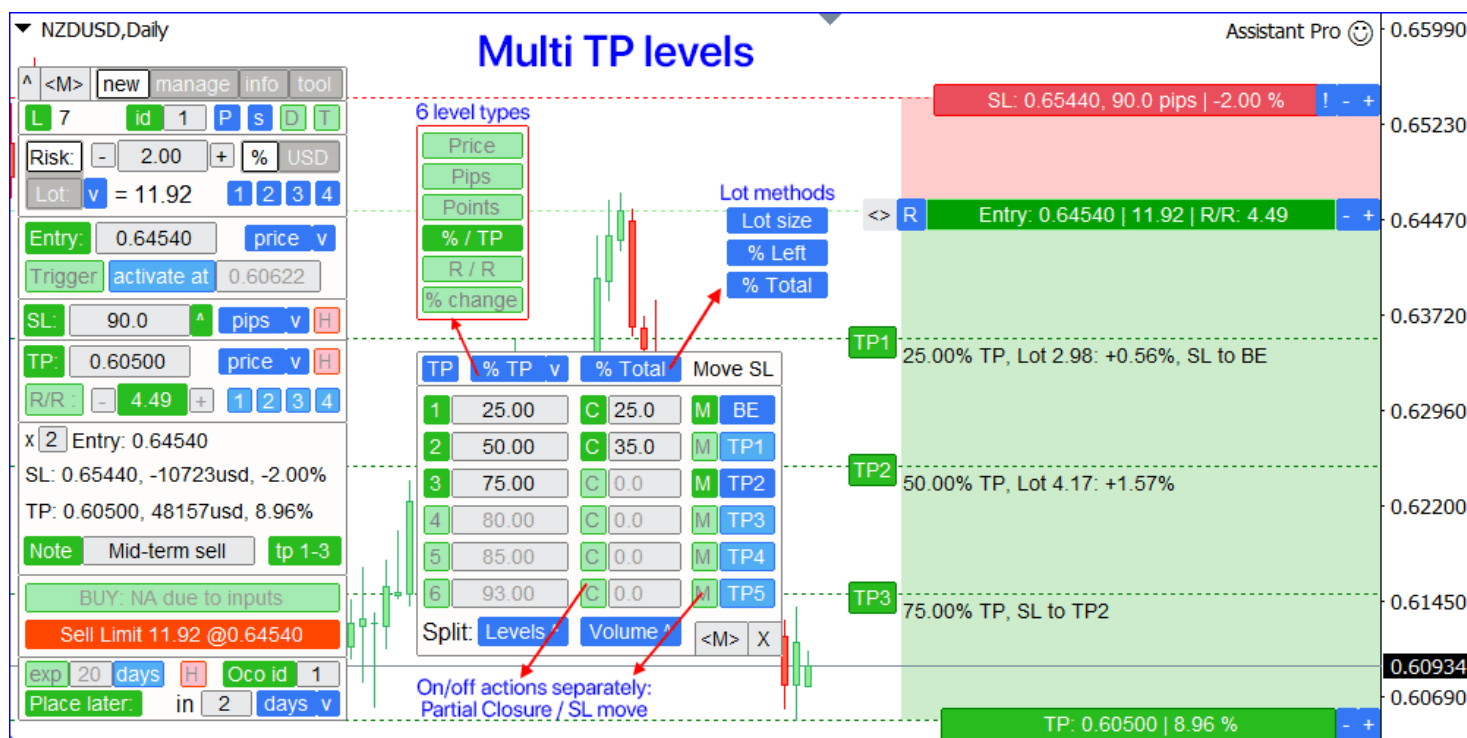 NZDUSD,Daily
Multi TP levels
Assistant Pro
^ <M> new manage info tool
L 7 id 1 P s D T
Risk: - 2.00 + % USD
Lot: v = 11.92 1 2 3 4
Entry: 0.64540 price v
Trigger activate at 0.60622
SL: 90.0 ^ pips v H
TP: 0.60500 price v H
R/R : - 4.49 + 1 2 3 4
x 2 Entry: 0.64540
SL: 0.65440, -10723usd, -2.00%
TP: 0.60500, 48157usd, 8.96%
Note Mid-term sell tp 1-3
BUY: NA due to inputs
Sell Limit 11.92 @0.64540
exp 20 days H Oco id 1
Place later: in 2 days v
6 level types
Price
Pips
Points
% / TP
R / R
% change
Lot methods
Lot size
% Left
% Total
TP % TP v % Total Move SL
1 25.00 C 25.0 M BE
2 50.00 C 35.0 M TP1
3 75.00 C 0.0 M TP2
4 80.00 C 0.0 M TP3
5 85.00 C 0.0 M TP4
6 93.00 C 0.0 M TP5
Split: Levels ^ Volume ^ <M> X
On/off actions separately:
Partial Closure / SL move
SL: 0.65440, 90.0 pips | -2.00 % ! - +
<> R Entry: 0.64540 | 11.92 | R/R: 4.49 - +
TP1
25.00% TP, Lot 2.98: +0.56%, SL to BE
TP2
50.00% TP, Lot 4.17: +1.57%
TP3
75.00% TP, SL to TP2
TP: 0.60500 | 8.96 % - +
0.65990
0.65230
0.64470
0.63720
0.62960
0.62200
0.61450
0.60934
0.60690